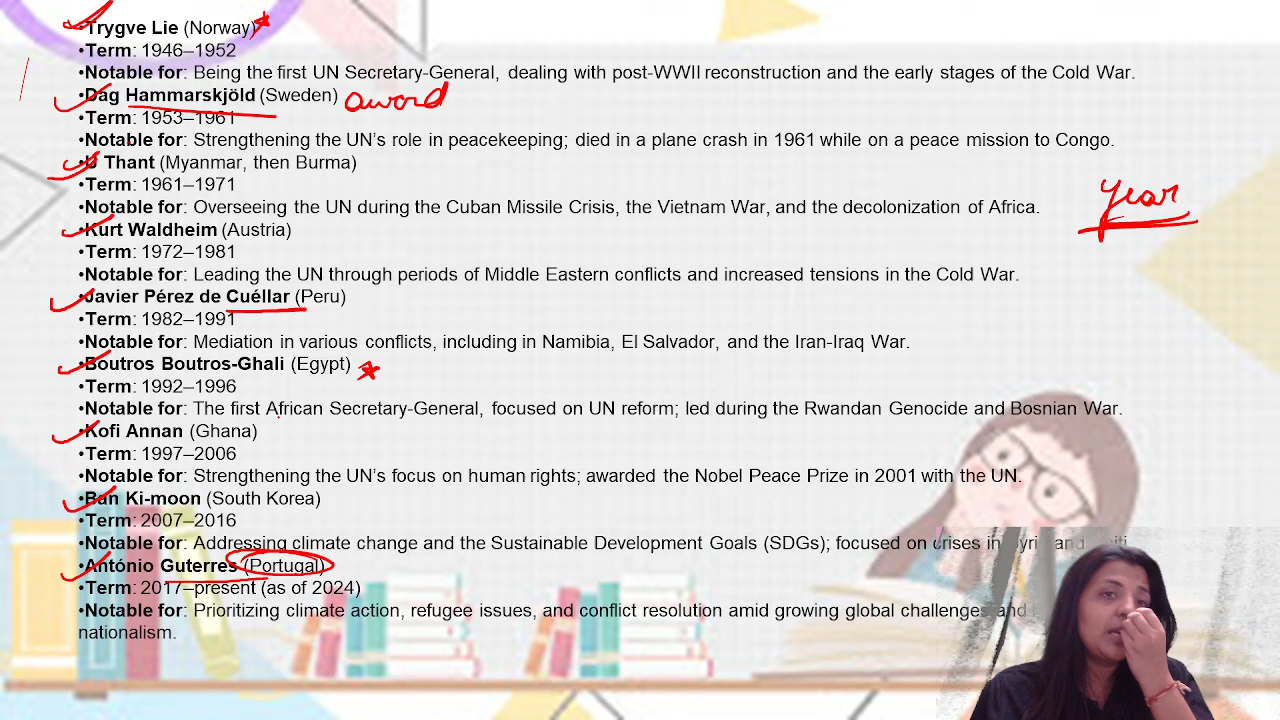 •Trygve Lie (Norway)
•Term: 1946–1952
•Notable for: Being the first UN Secretary-General, dealing with post-WWII reconstruction and the early stages of the Cold War.
•Dag Hammarskjöld (Sweden) award
•Term: 1953–1961
•Notable for: Strengthening the UN's role in peacekeeping; died in a plane crash in 1961 while on a peace mission to Congo.
•U Thant (Myanmar, then Burma)
•Term: 1961–1971
year
•Notable for: Overseeing the UN during the Cuban Missile Crisis, the Vietnam War, and the decolonization of Africa.
•Kurt Waldheim (Austria)
•Term: 1972–1981
•Notable for: Leading the UN through periods of Middle Eastern conflicts and increased tensions in the Cold War.
•Javier Pérez de Cuéllar (Peru)
•Term: 1982–1991
•Notable for: Mediation in various conflicts, including in Namibia, El Salvador, and the Iran-Iraq War.
•Boutros Boutros-Ghali (Egypt)
•Term: 1992–1996
•Notable for: The first African Secretary-General, focused on UN reform; led during the Rwandan Genocide and Bosnian War.
•Kofi Annan (Ghana)
•Term: 1997–2006
•Notable for: Strengthening the UN's focus on human rights; awarded the Nobel Peace Prize in 2001 with the UN.
•Ban Ki-moon (South Korea)
•Term: 2007–2016
•Notable for: Addressing climate change and the Sustainable Development Goals (SDGs); focused on crises in
•António Guterres (Portugal)
•Term: 2017–present (as of 2024)
•Notable for: Prioritizing climate action, refugee issues, and conflict resolution amid growing global challenges and
nationalism.